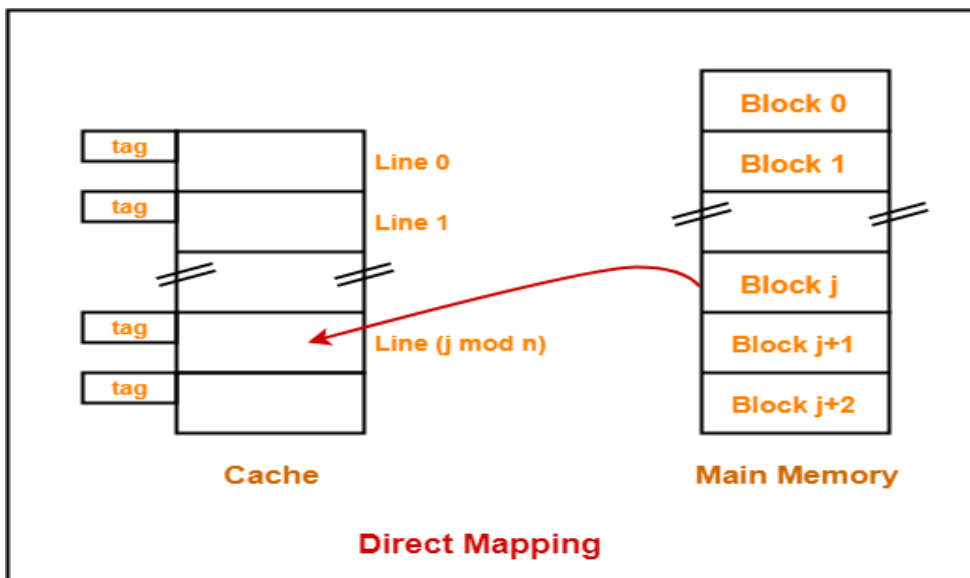 Block 0
tag
Line 0
Block 1
tag
Line 1
Block j
tag
Line (j mod n)
Block j+1
tag
Block j+2
Cache
Main Memory
Direct Mapping